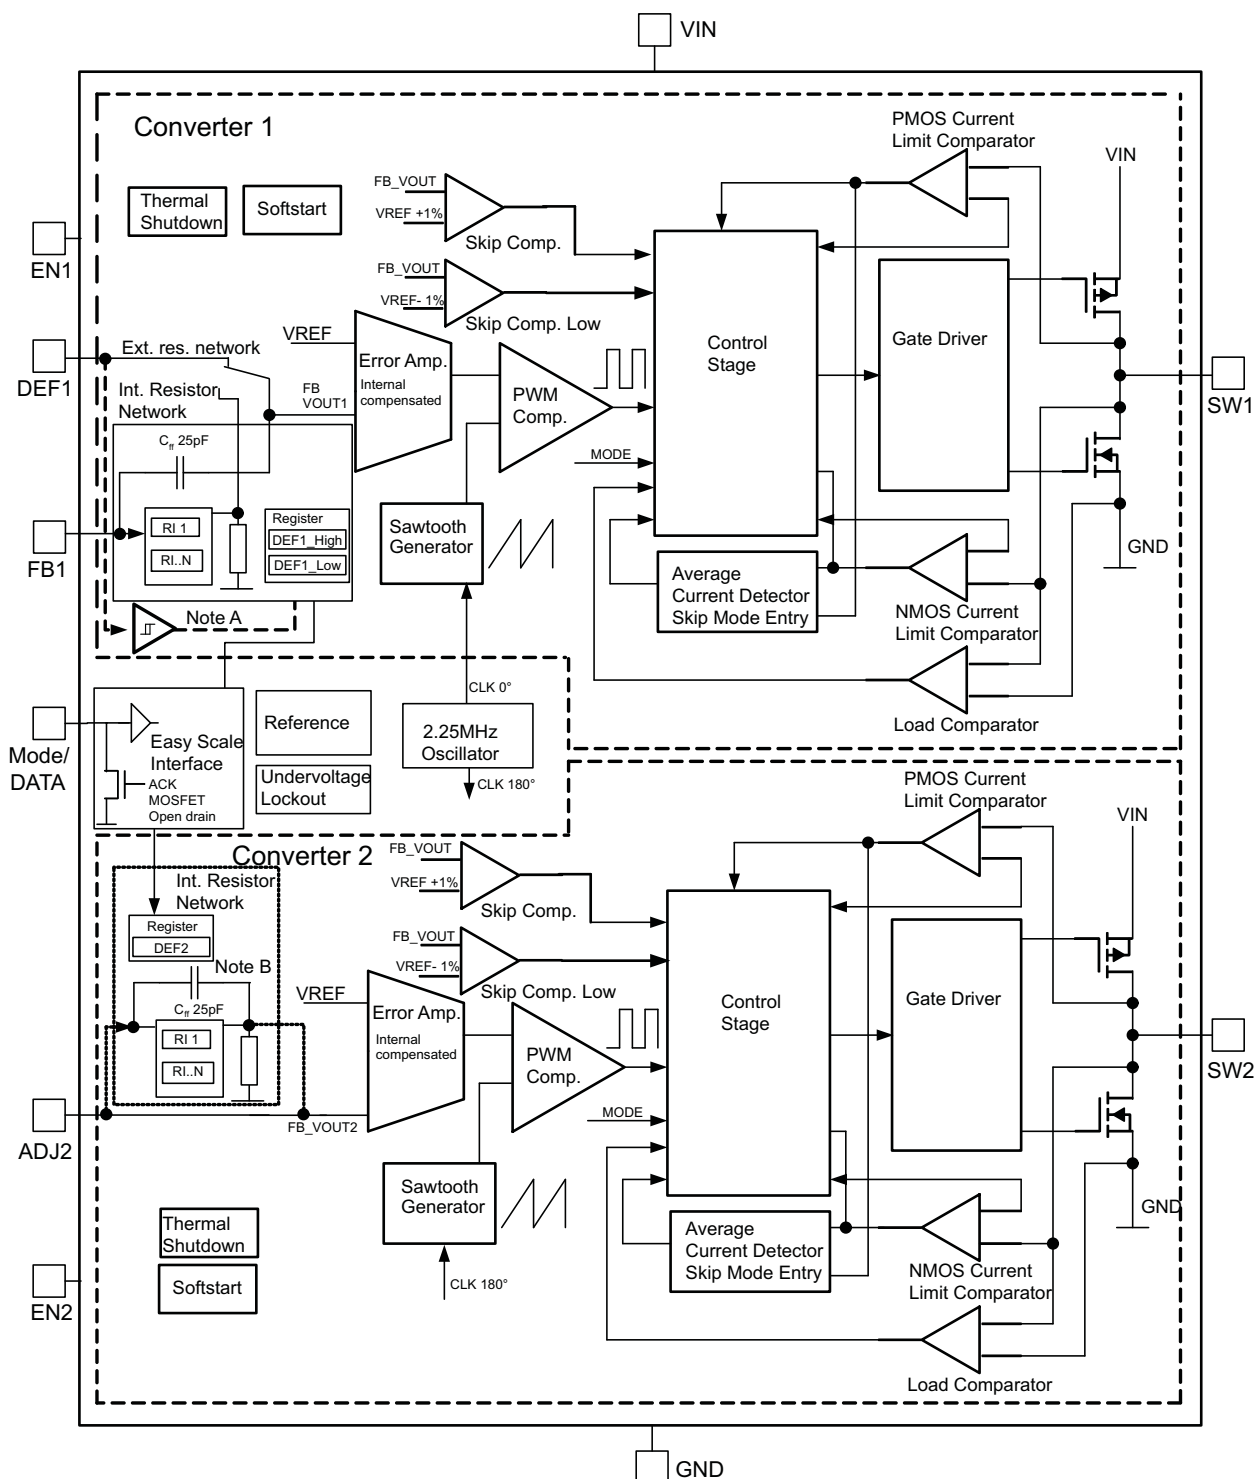 VIN
Converter 1
PMOS Current
Limit Comparator
VIN
Thermal
Shutdown
Softstart
FB_VOUT
VREF +1%
Skip Comp.
EN1
FB_VOUT
VREF- 1%
Skip Comp. Low
Control
Stage
Gate Driver
VREF
Error Amp.
Internal
compensated
DEF1
Ext. res. network
Int. Resistor
Network
FB
VOUT1
PWM
Comp.
SW1
Cff 25pF
MODE
RI 1
RI..N
Register
DEF1_High
DEF1_Low
Sawtooth
Generator
FB1
GND
Average
Current Detector
Skip Mode Entry
NMOS Current
Limit Comparator
Note A
CLK 0°
Load Comparator
Mode/
DATA
Easy Scale
Interface
ACK
MOSFET
Open drain
Reference
Undervoltage
Lockout
2.25MHz
Oscillator
CLK 180°
PMOS Current
Limit Comparator
VIN
Converter 2
FB_VOUT
VREF +1%
Skip Comp.
Int. Resistor
Network
Register
DEF2
Note B
FB_VOUT
VREF- 1%
Skip Comp. Low
Control
Stage
Gate Driver
VREF
Error Amp.
Internal
compensated
Cff 25pF
RI 1
RI..N
PWM
Comp.
SW2
MODE
ADJ2
FB_VOUT2
Sawtooth
Generator
GND
Thermal
Shutdown
Softstart
Average
Current Detector
Skip Mode Entry
NMOS Current
Limit Comparator
CLK 180°
EN2
Load Comparator
GND